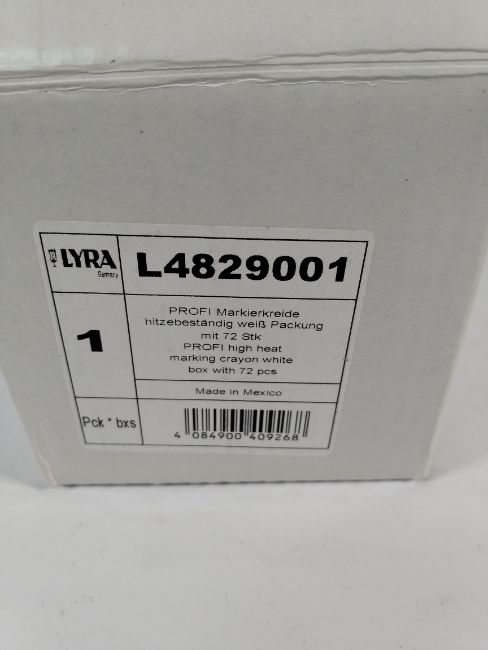 LYRA
Germany
L4829001
1
PROFI Markierkreide
hitzebeständig weiß Packung
mit 72 Stk
PROFI high heat
marking crayon white
box with 72 pcs
Made in Mexico
Pck * bxs
4 084900 409268